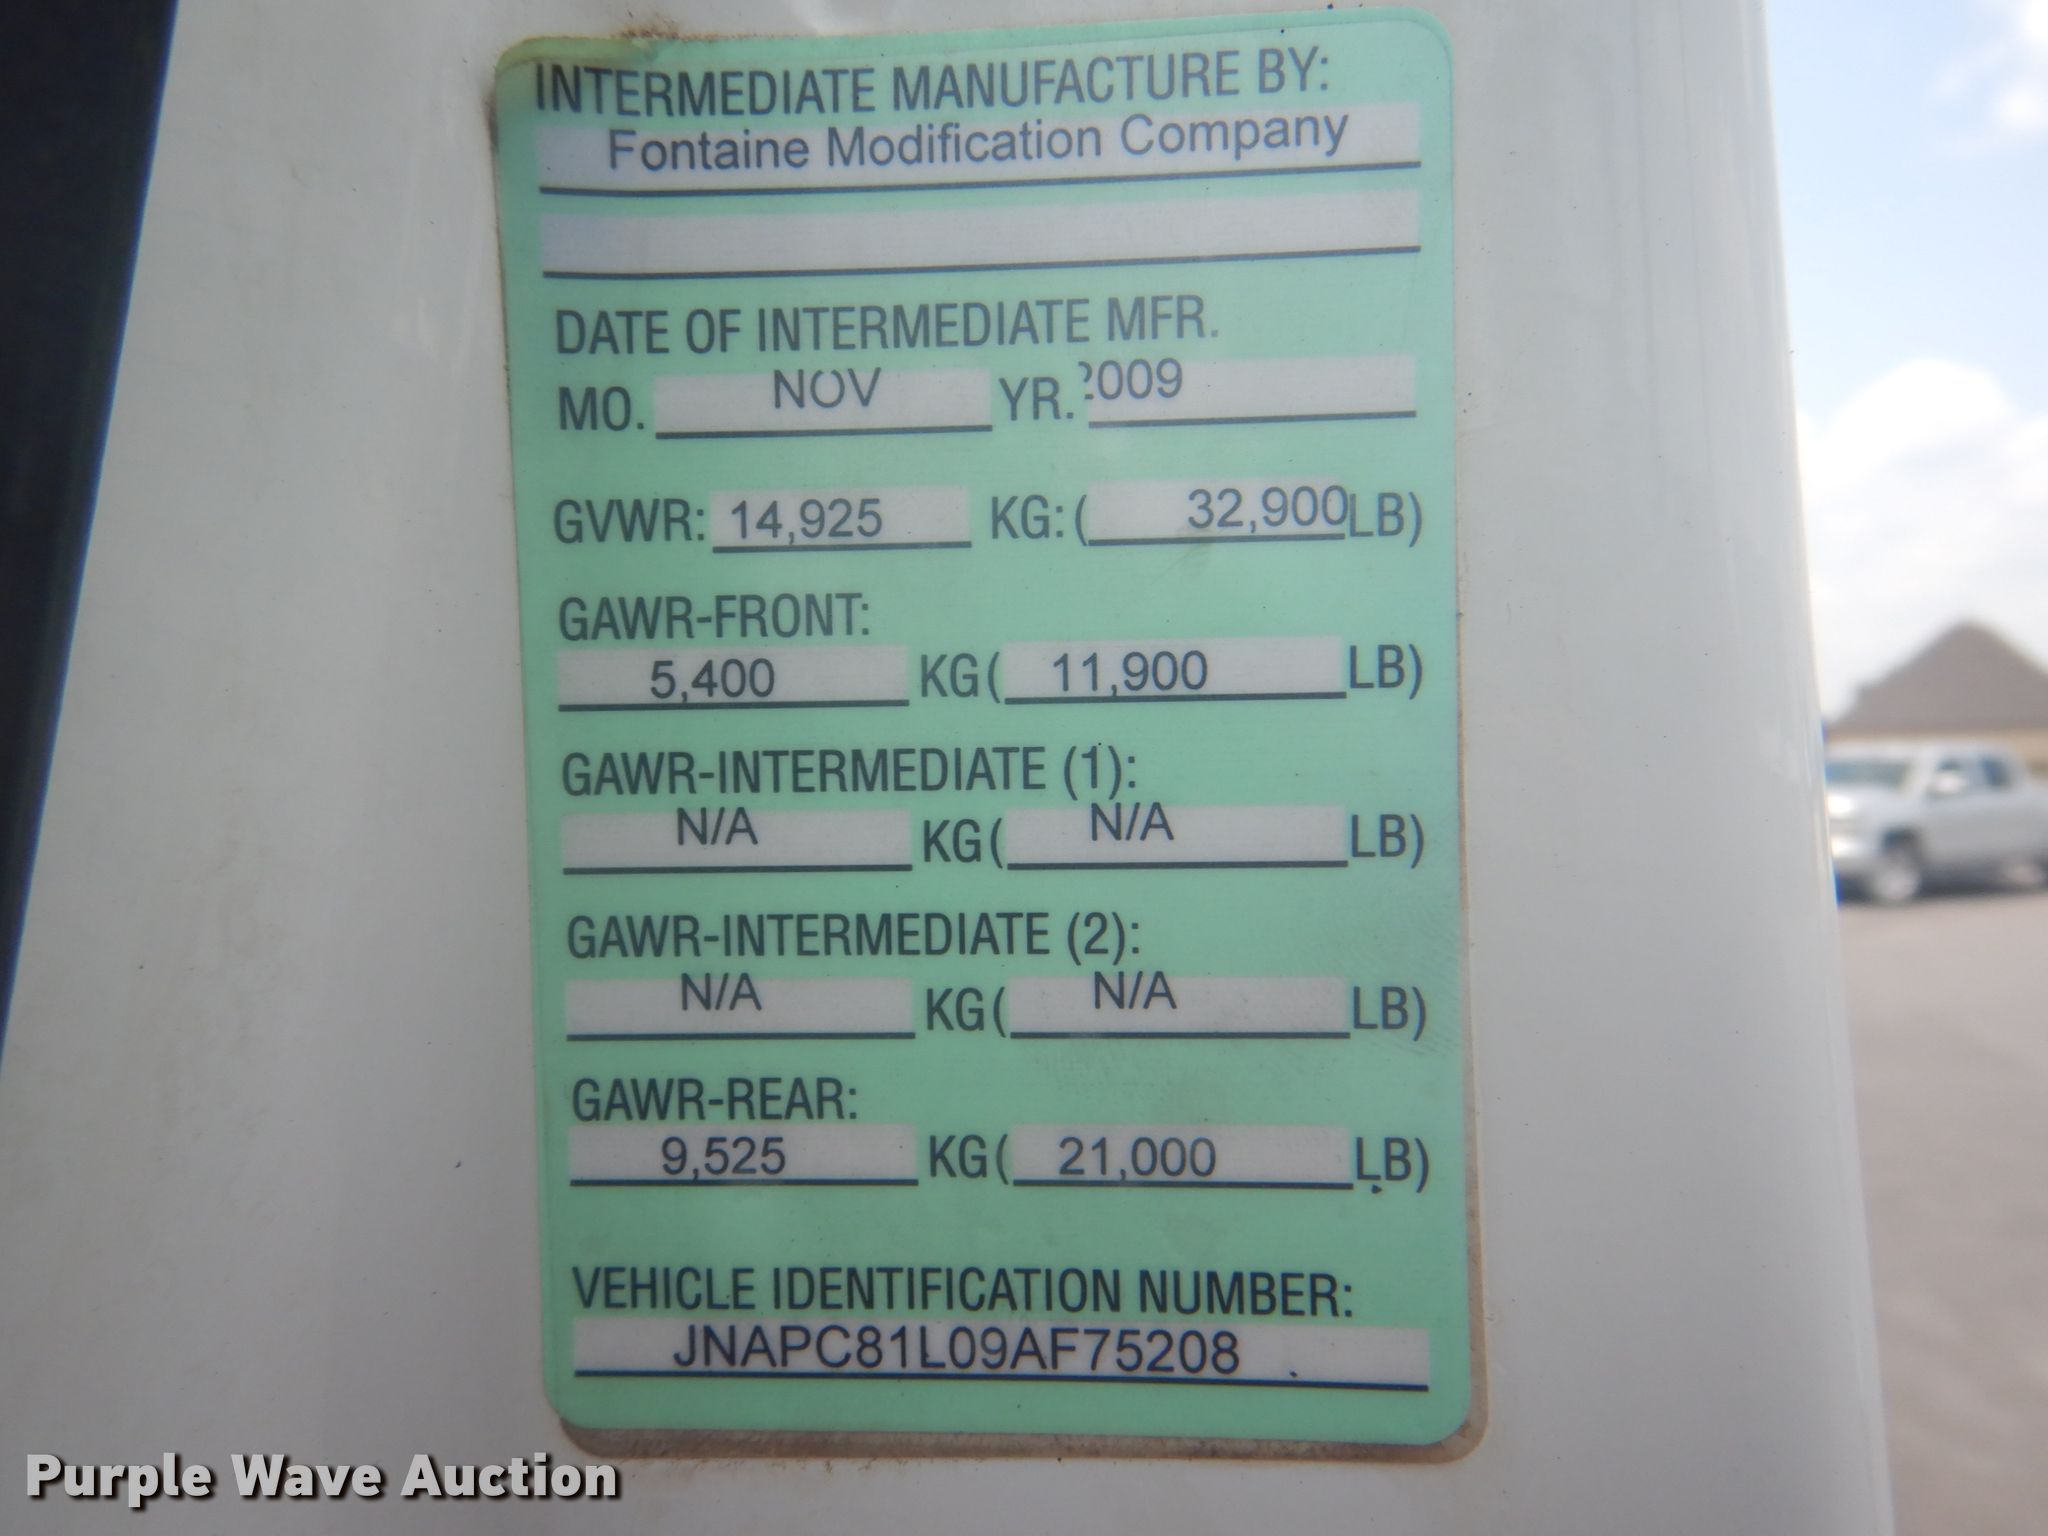 INTERMEDIATE MANUFACTURE BY:
Fontaine Modification Company
DATE OF INTERMEDIATE MFR.
MO. NOV YR. 2009
GVWR: 14,925 KG: ( 32,900 LB)
GAWR-FRONT:
5,400 KG ( 11,900 LB)
GAWR-INTERMEDIATE (1):
N/A KG ( N/A LB)
GAWR-INTERMEDIATE (2):
N/A KG ( N/A LB)
GAWR-REAR:
9,525 KG ( 21,000 LB)
VEHICLE IDENTIFICATION NUMBER:
JNAPC81L09AF75208
Purple Wave Auction